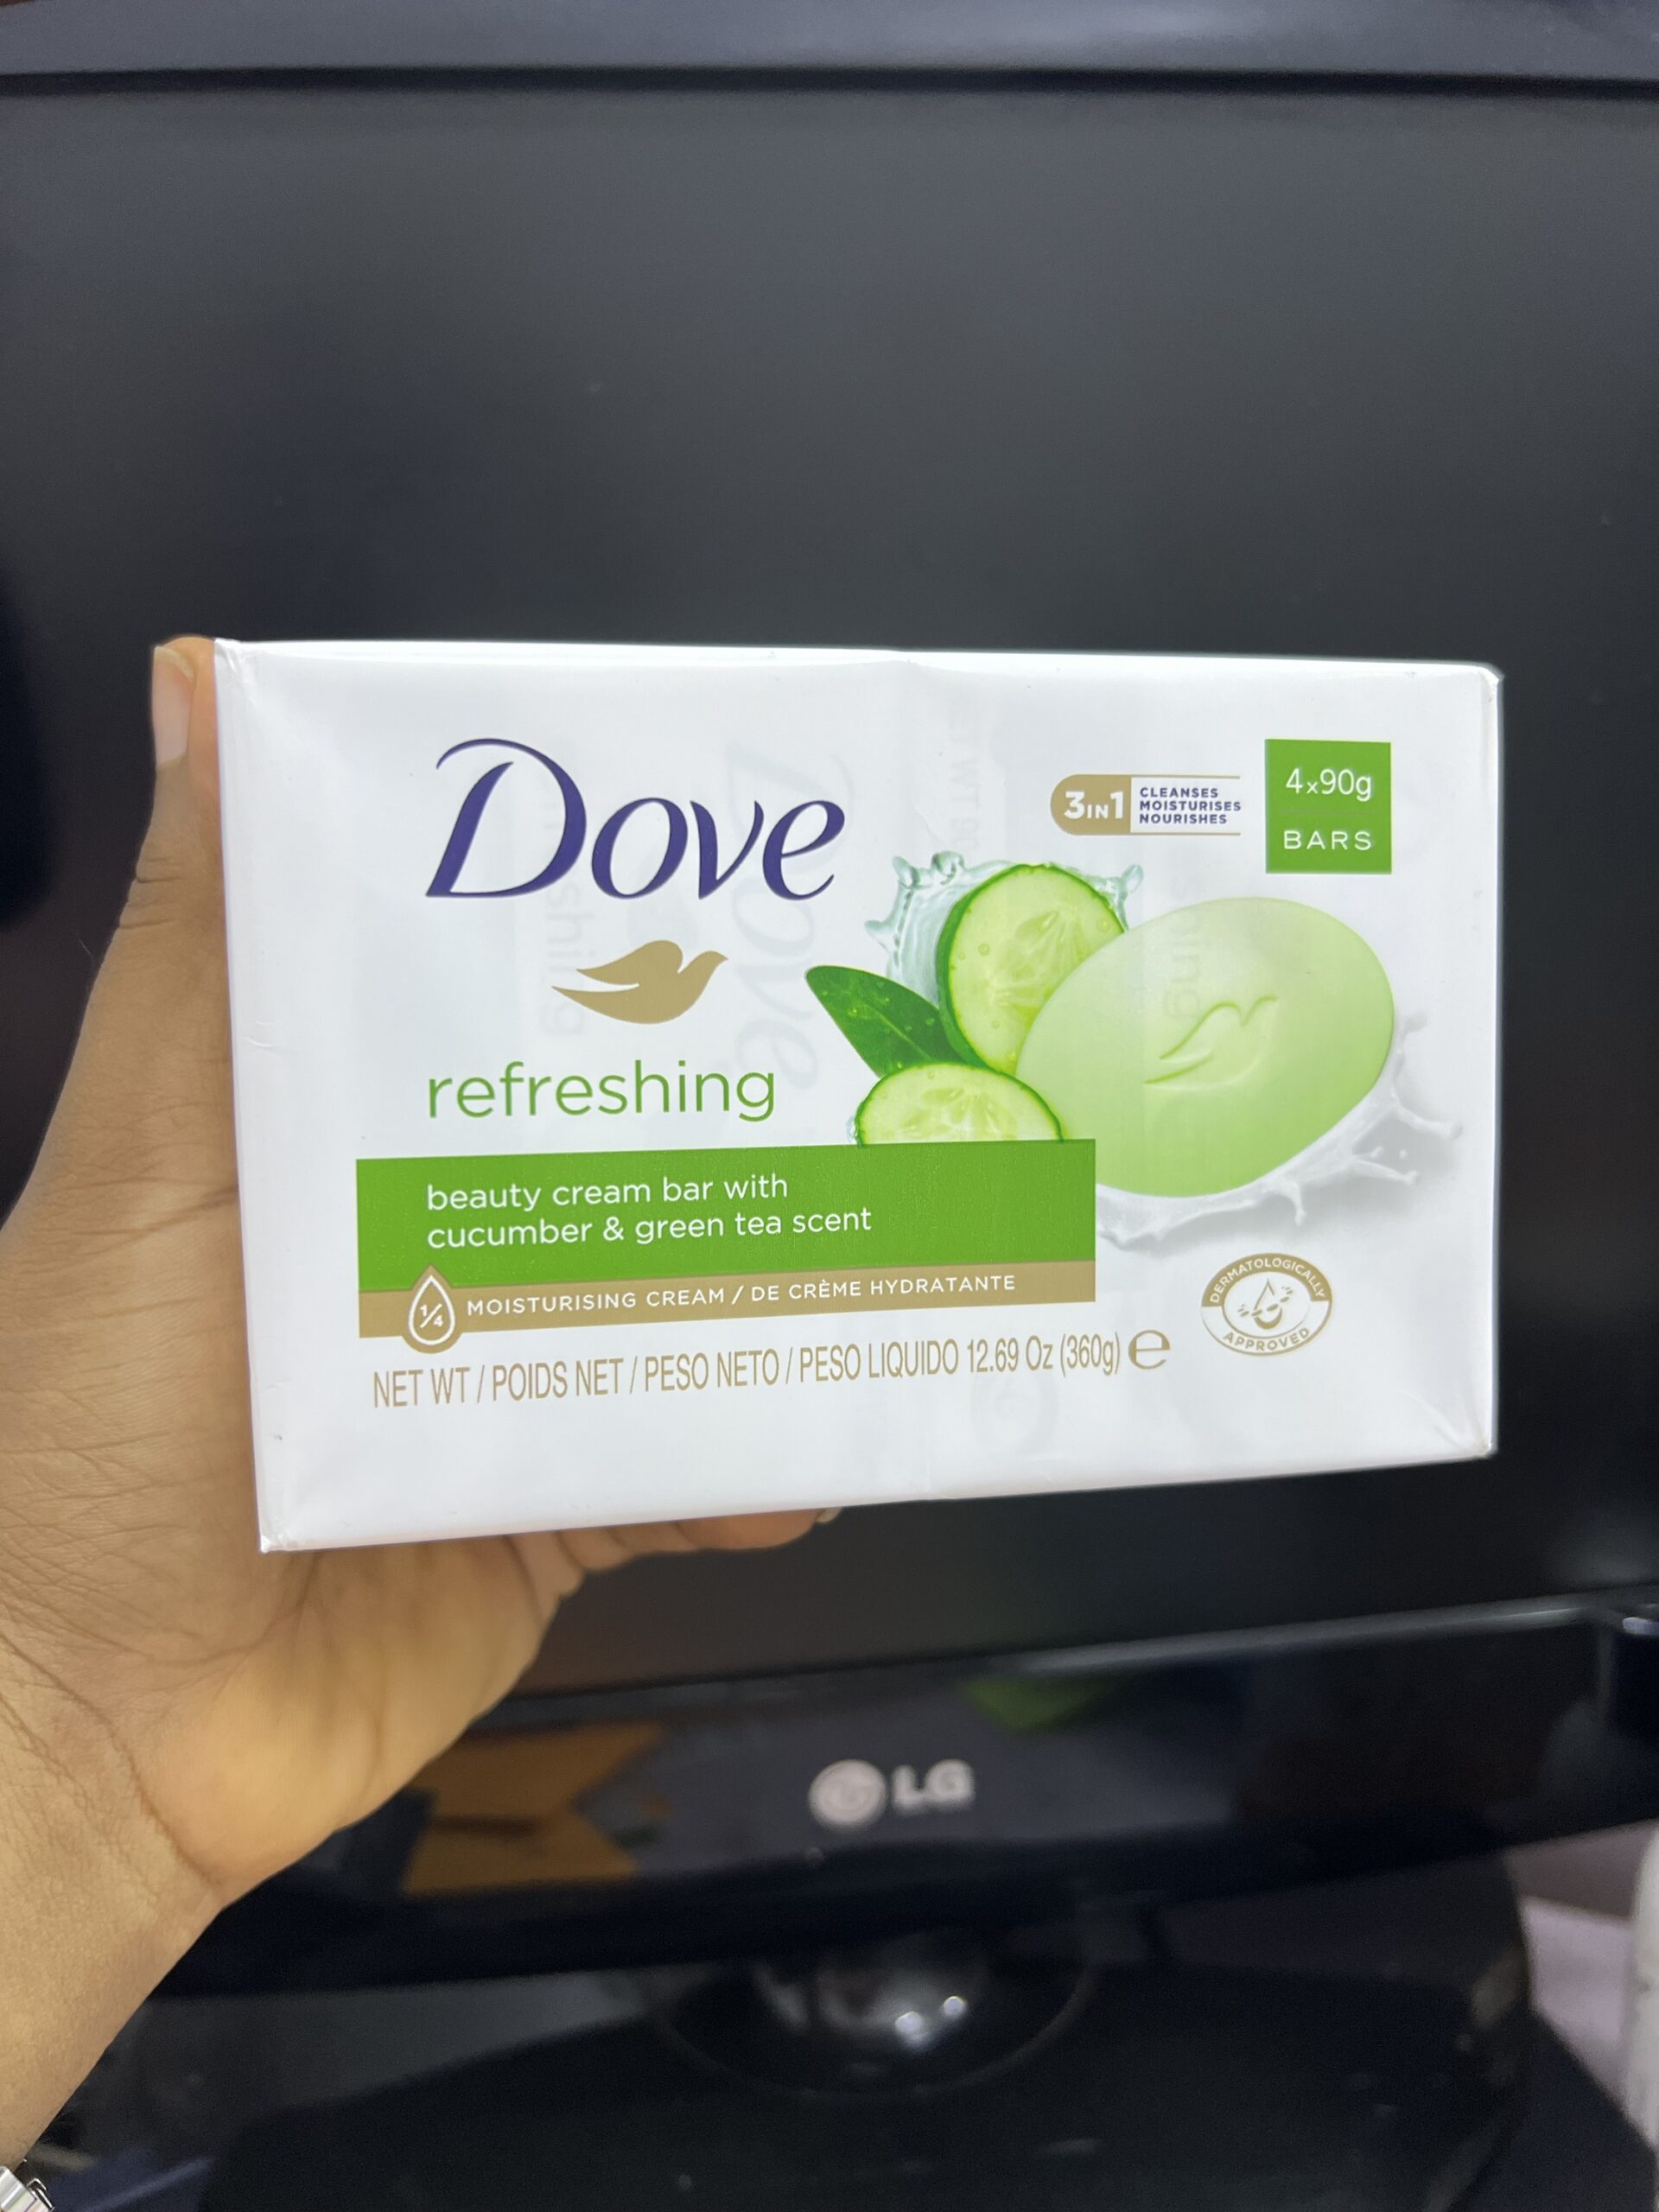 Dove
3IN1
CLEANSES
MOISTURISES
NOURISHES
4x90g
BARS
refreshing
beauty cream bar with
cucumber & green tea scent
1/4 MOISTURISING CREAM / DE CRÈME HYDRATANTE
NET WT / POIDS NET / PESO NETO / PESO LIQUIDO 12.69 Oz (360g) e
DERMATOLOGICALLY
APPROVED
LG